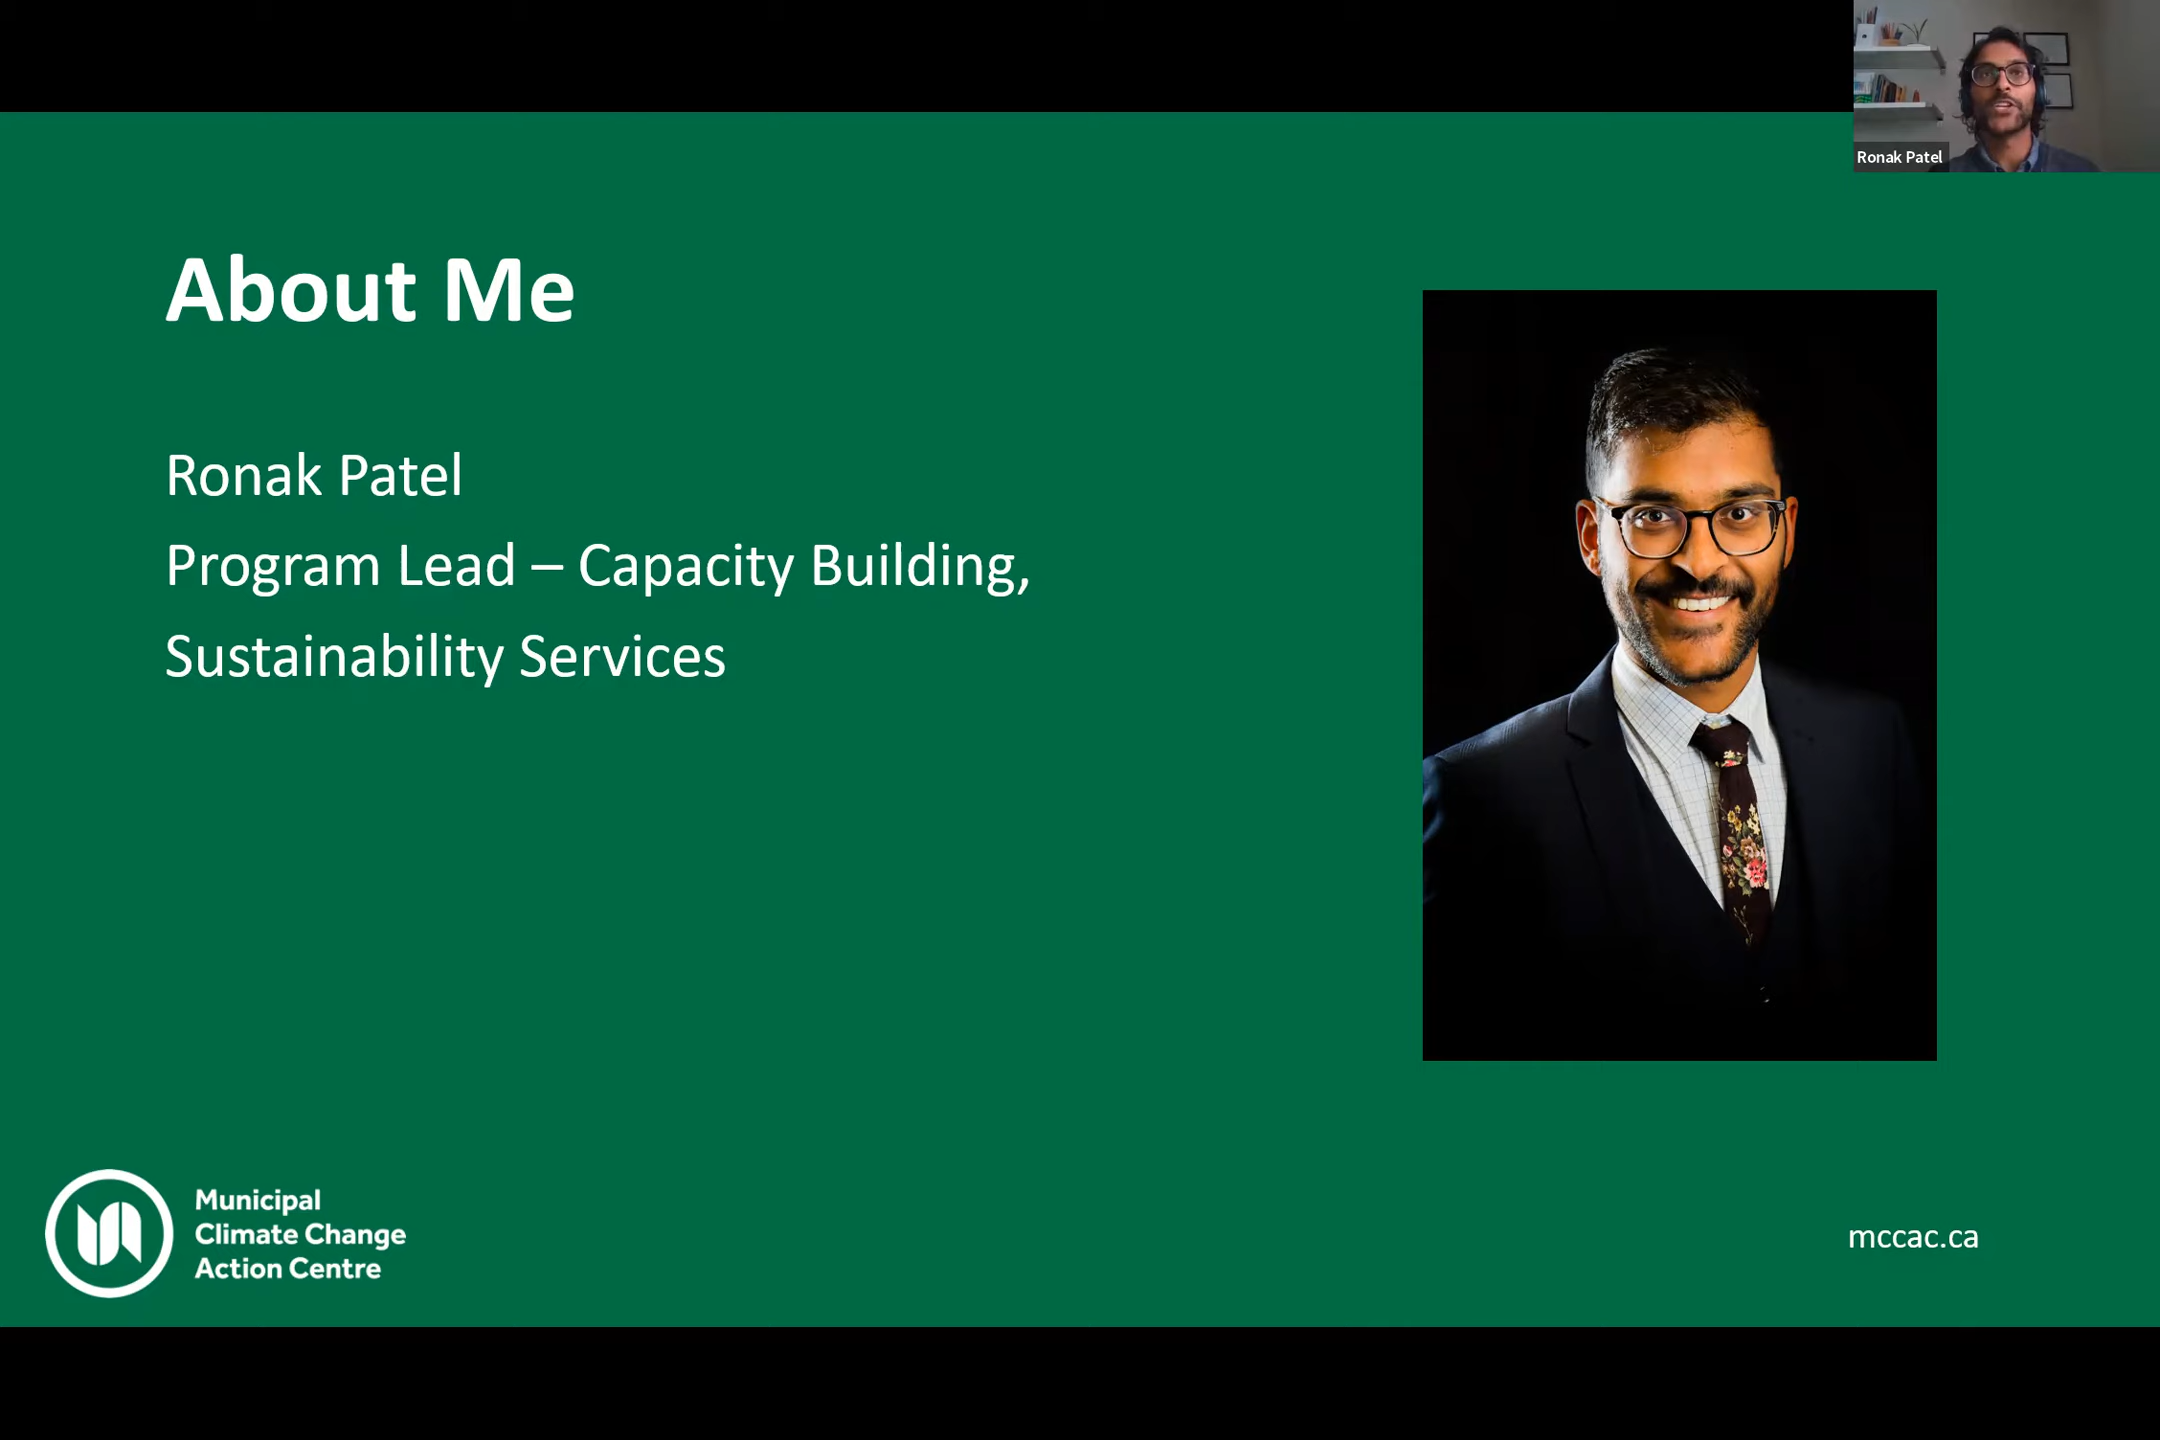 Ronak Patel
About Me
Ronak Patel
Program Lead – Capacity Building,
Sustainability Services
Municipal
Climate Change
Action Centre
mccac.ca